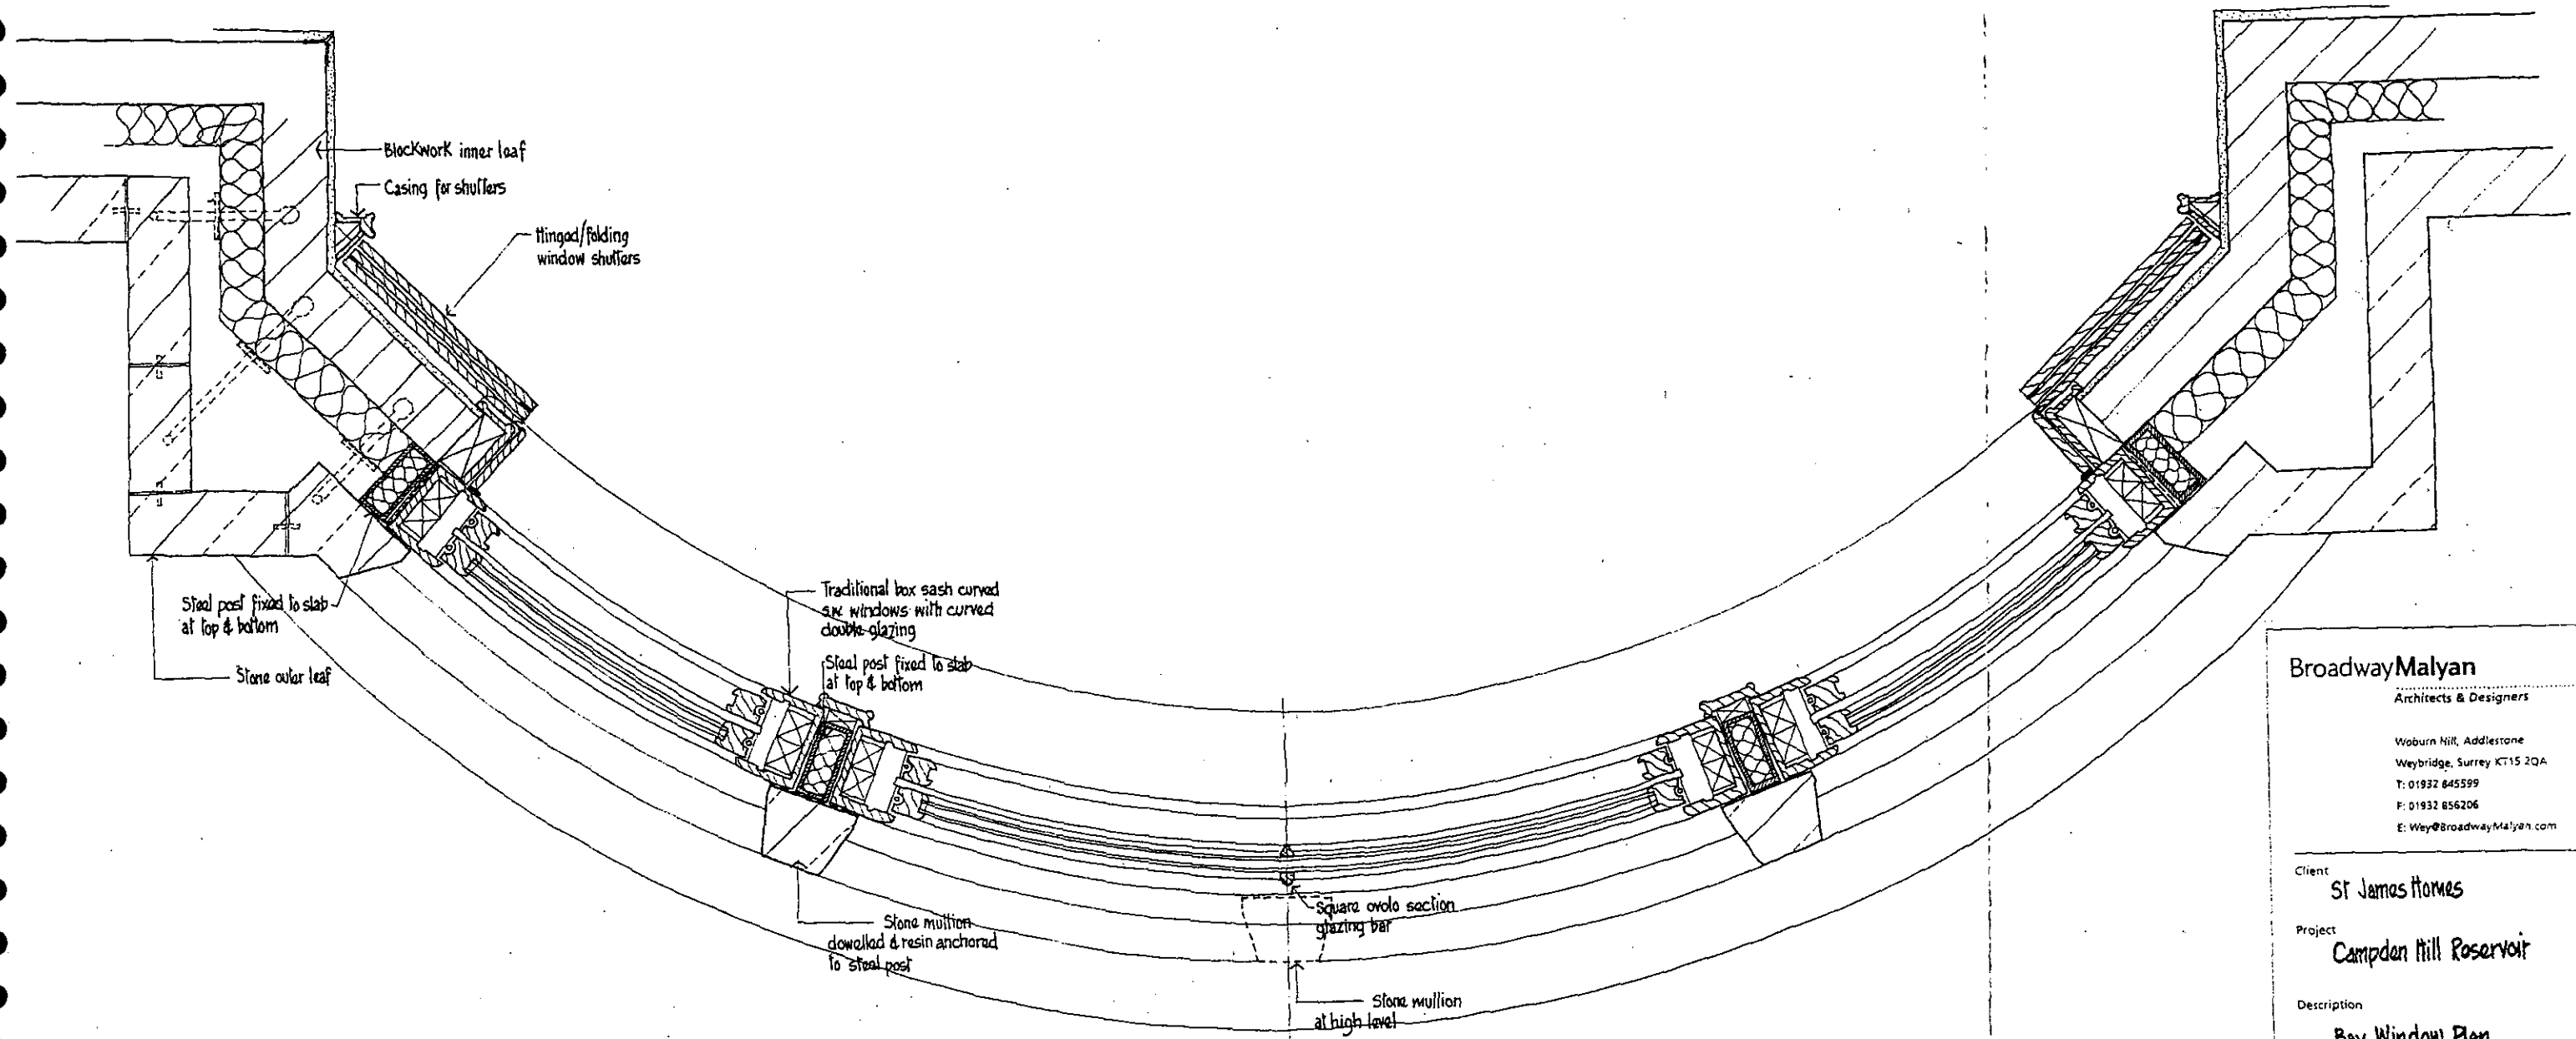 Blockwork inner leaf
Casing for shutters
Hinged/folding
window shutters
Steel post fixed to slab
at top & bottom
Stone outer leaf
Traditional box sash curved
s.w. windows with curved
double glazing
Steel post fixed to slab
at top & bottom
Stone mullion
dowelled & resin anchored
to steel post
Square ovolo section
glazing bar
Stone mullion
at high level
BroadwayMalyan
Architects & Designers
Woburn Hill, Addlestone
Weybridge, Surrey KT15 2QA
T: 01932 845599
F: 01932 856206
E: Wey@BroadwayMalyan.com
Client
St James Homes
Project
Campden Hill Reservoir
Description
Bay Window Plan